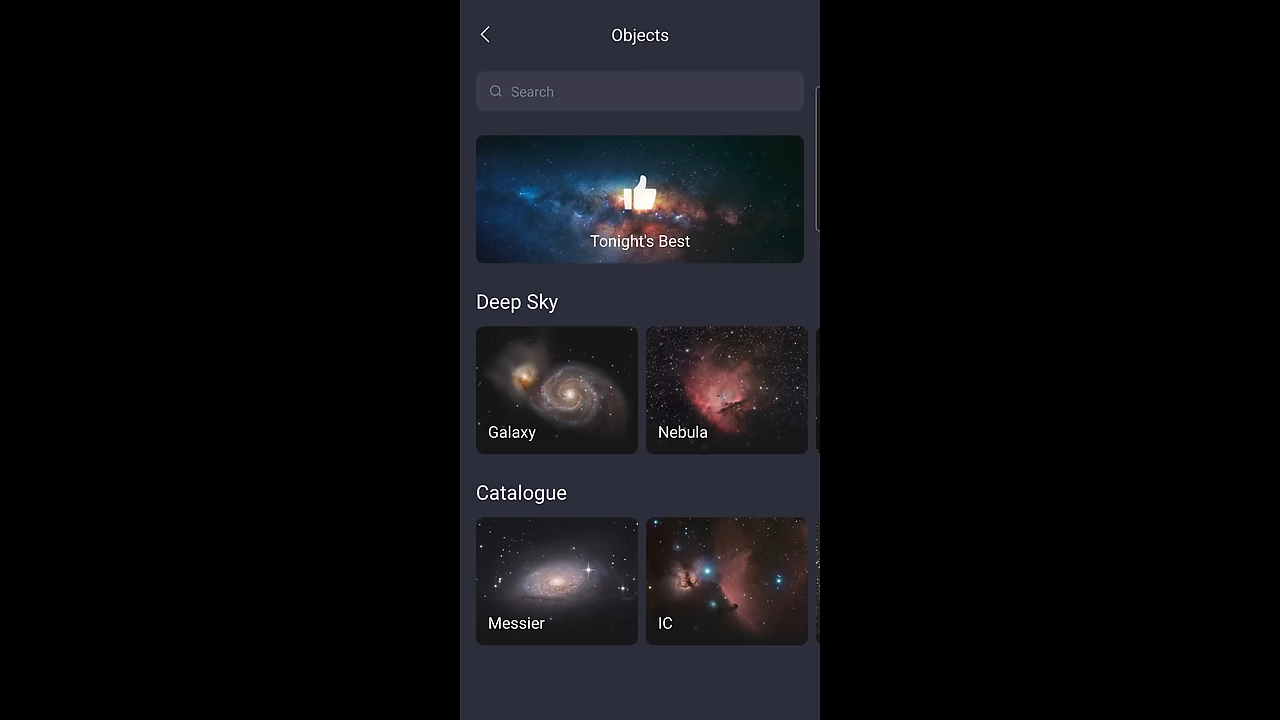 Objects
Search
Tonight's Best
Deep Sky
Galaxy
Nebula
Catalogue
Messier
IC